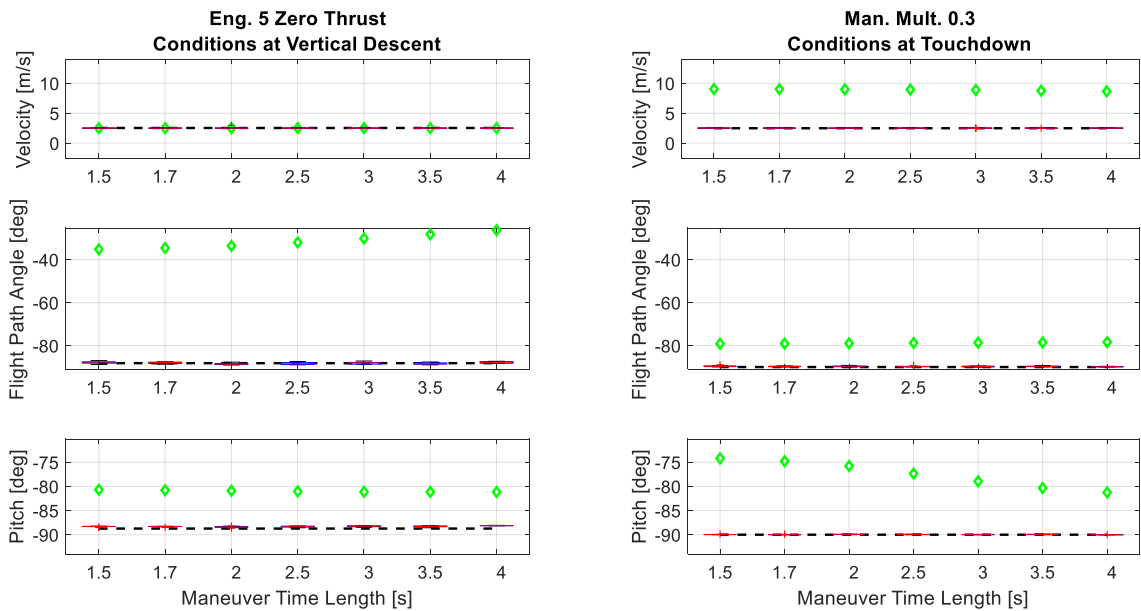 Eng. 5 Zero Thrust
Conditions at Vertical Descent
Velocity [m/s]
10
5
0
1.5 1.7 2 2.5 3 3.5 4
Flight Path Angle [deg]
-40
-60
-80
1.5 1.7 2 2.5 3 3.5 4
Pitch [deg]
-75
-80
-85
-90
1.5 1.7 2 2.5 3 3.5 4
Maneuver Time Length [s]
Man. Mult. 0.3
Conditions at Touchdown
Velocity [m/s]
10
5
0
1.5 1.7 2 2.5 3 3.5 4
Flight Path Angle [deg]
-40
-60
-80
1.5 1.7 2 2.5 3 3.5 4
Pitch [deg]
-75
-80
-85
-90
1.5 1.7 2 2.5 3 3.5 4
Maneuver Time Length [s]